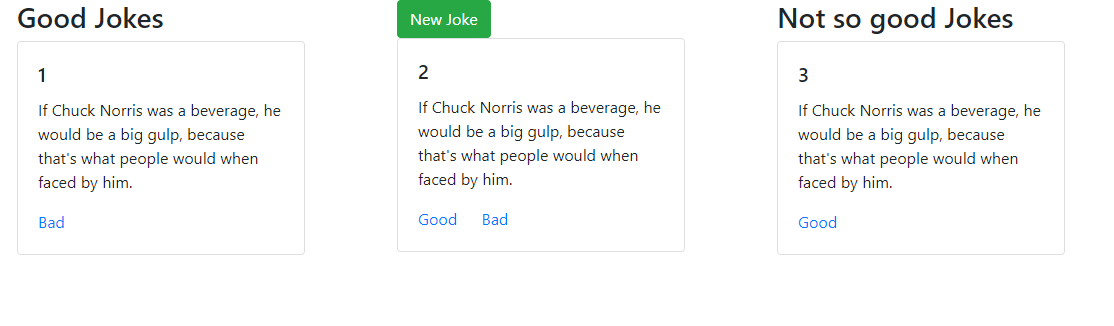 Good Jokes
1
If Chuck Norris was a beverage, he
would be a big gulp, because
that's what people would when
faced by him.
Bad
New Joke
2
If Chuck Norris was a beverage, he
would be a big gulp, because
that's what people would when
faced by him.
Good Bad
Not so good Jokes
3
If Chuck Norris was a beverage, he
would be a big gulp, because
that's what people would when
faced by him.
Good